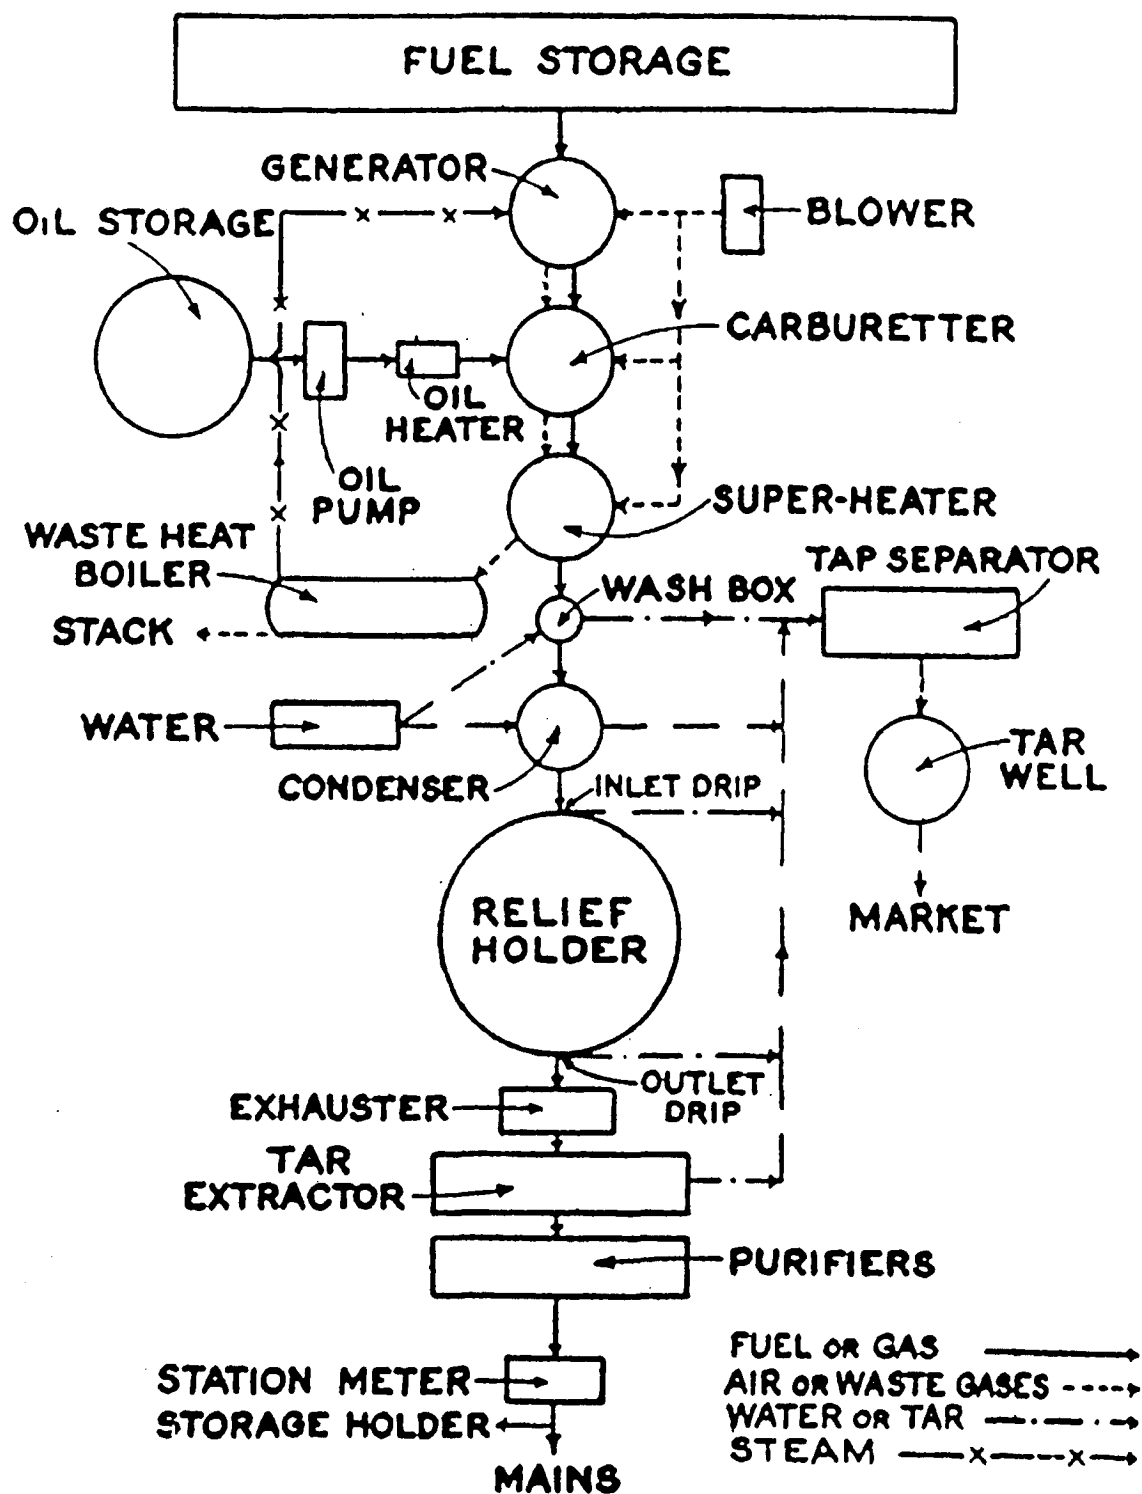 FUEL STORAGE
GENERATOR
OIL STORAGE
BLOWER
CARBURETTER
OIL
HEATER
OIL
PUMP
SUPER-HEATER
WASTE HEAT
BOILER
TAP SEPARATOR
WASH BOX
STACK
WATER
TAR
WELL
CONDENSER
INLET DRIP
RELIEF
HOLDER
MARKET
OUTLET
DRIP
EXHAUSTER
TAR
EXTRACTOR
PURIFIERS
FUEL OR GAS
STATION METER
AIR OR WASTE GASES
STORAGE HOLDER
WATER OR TAR
STEAM
MAINS